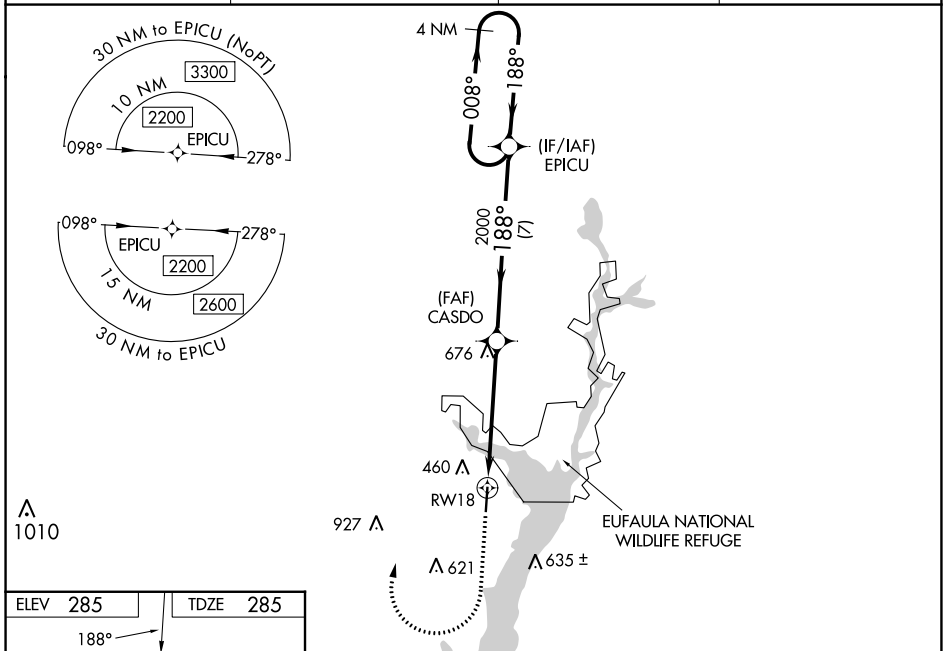 30 NM to EPICU (NoPT)
3300
10 NM
2200
EPICU
098°
278°
098°
278°
EPICU
2200
15 NM
2600
30 NM to EPICU
4 NM
008°
188°
(IF/IAF)
EPICU
2000
188°
(7)
(FAF)
CASDO
676
460
RW18
1010
927
621
635 ±
EUFAULA NATIONAL
WILDLIFE REFUGE
ELEV 285
TDZE 285
188°